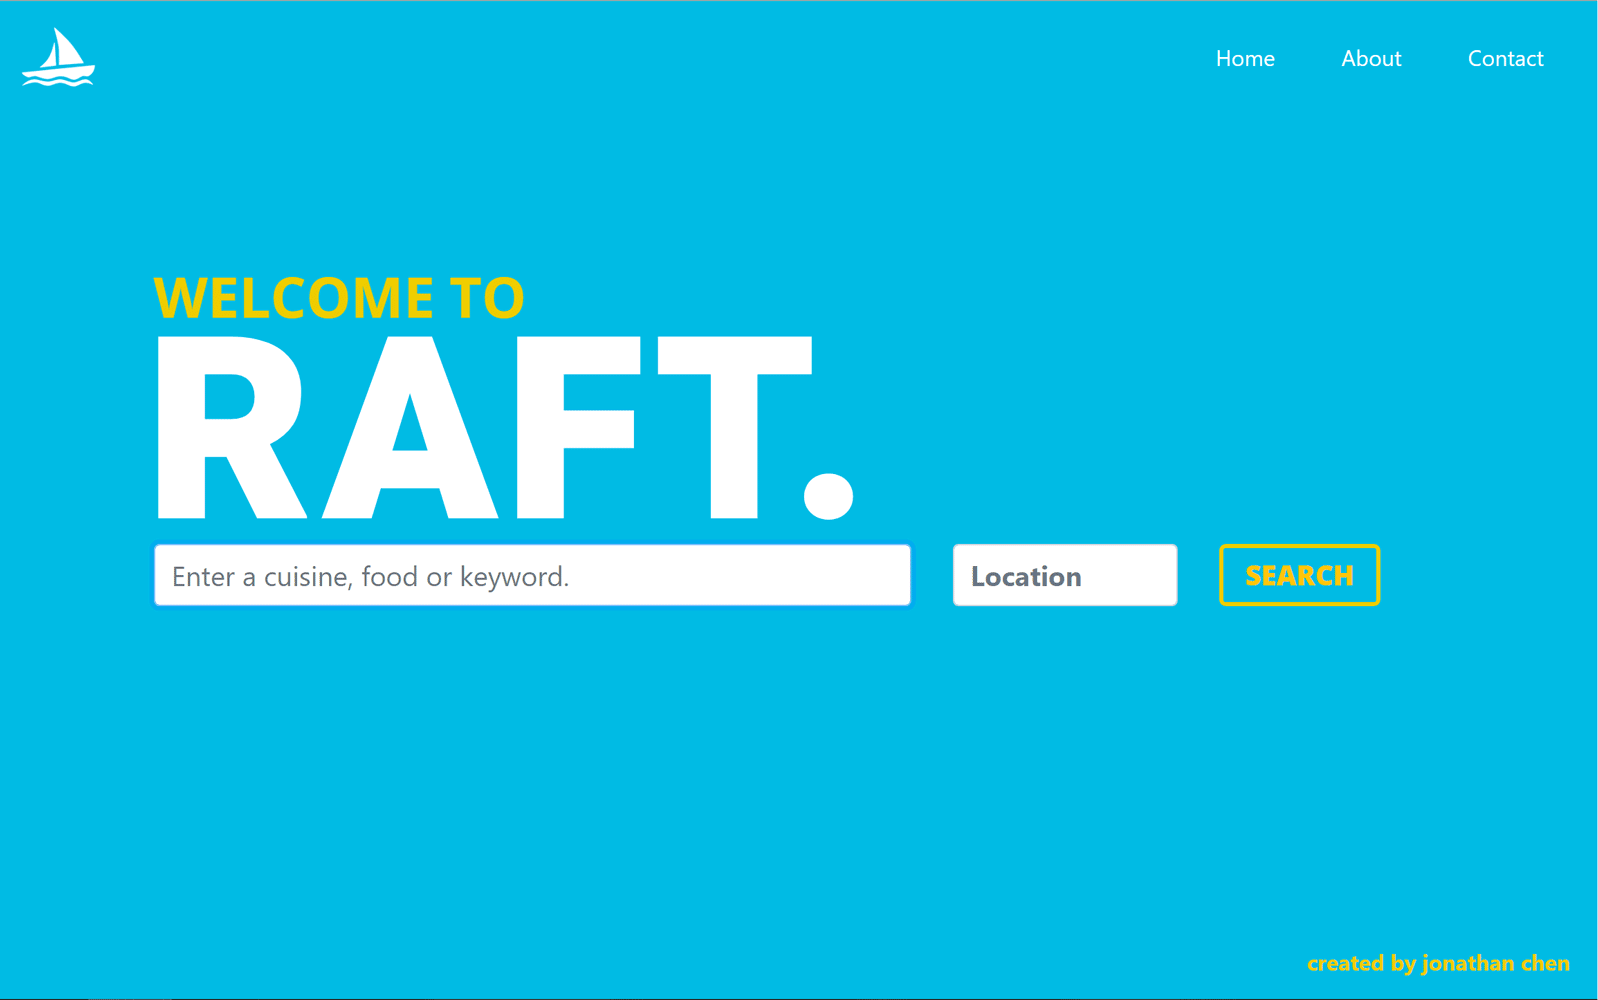 Home About Contact
WELCOME TO
RAFT.
Enter a cuisine, food or keyword. Location SEARCH
created by jonathan chen